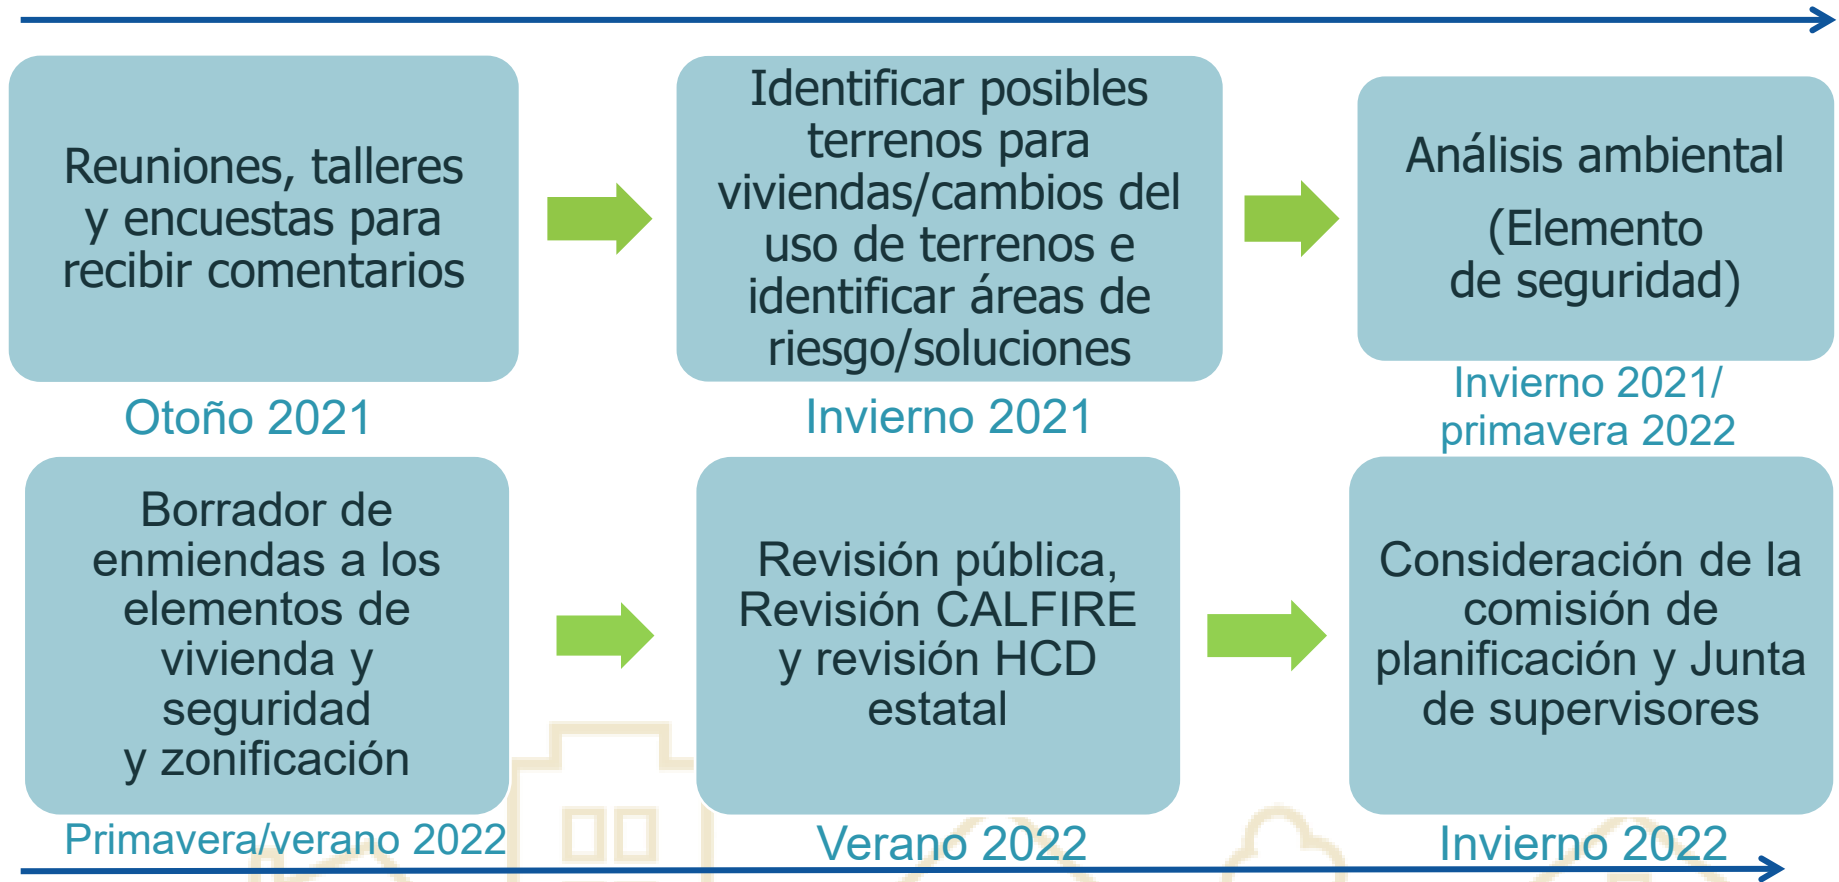 Reuniones, talleres
y encuestas para
recibir comentarios
Otoño 2021
Identificar posibles
terrenos para
viviendas/cambios del
uso de terrenos e
identificar áreas de
riesgo/soluciones
Invierno 2021
Análisis ambiental
(Elemento
de seguridad)
Invierno 2021/
primavera 2022
Borrador de
enmiendas a los
elementos de
vivienda y
seguridad
y zonificación
Primavera/verano 2022
Revisión pública,
Revisión CALFIRE
y revisión HCD
estatal
Verano 2022
Consideración de la
comisión de
planificación y Junta
de supervisores
Invierno 2022